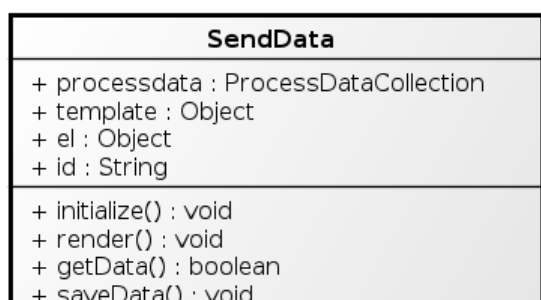 SendData
+ processdata : ProcessDataCollection
+ template : Object
+ el : Object
+ id : String
+ initialize() : void
+ render() : void
+ getData() : boolean
+ saveData() : void